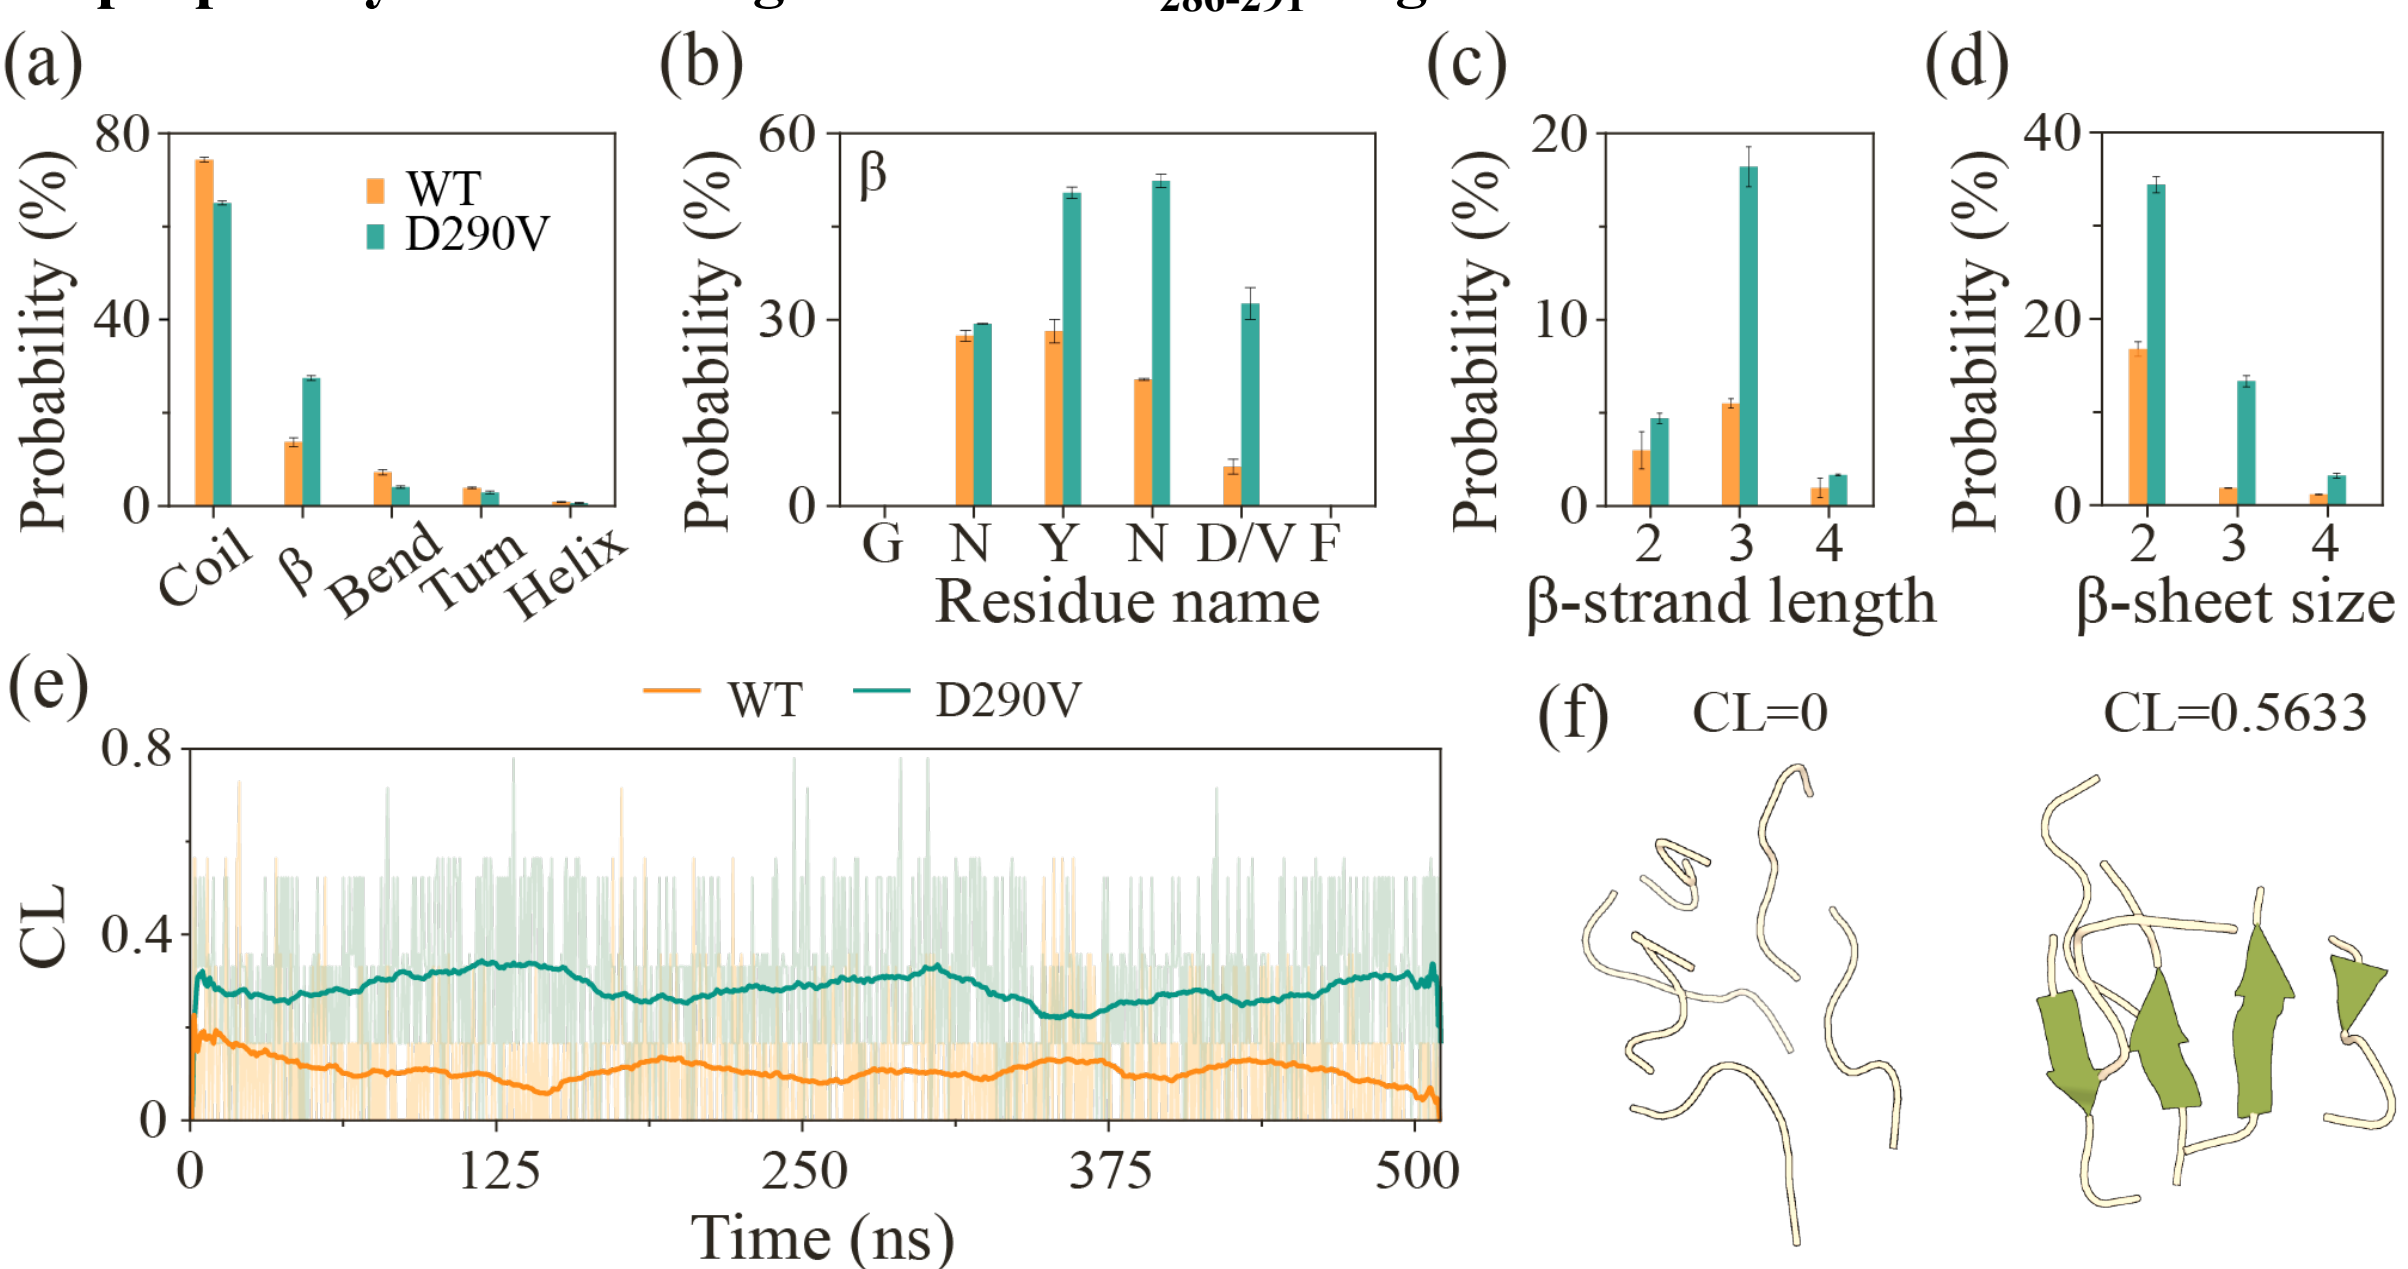 286-291
(a)
(b)
(c)
(d)
Probability (%)
80
40
0
WT
D290V
Coil
β
Bend
Turn
Helix
Probability (%)
60
30
0
β
G N Y N D/V F
Residue name
Probability (%)
20
10
0
2 3 4
β-strand length
Probability (%)
40
20
0
2 3 4
β-sheet size
(e)
WT D290V
CL
0.8
0.4
0
0 125 250 375 500
Time (ns)
(f)
CL=0 CL=0.5633